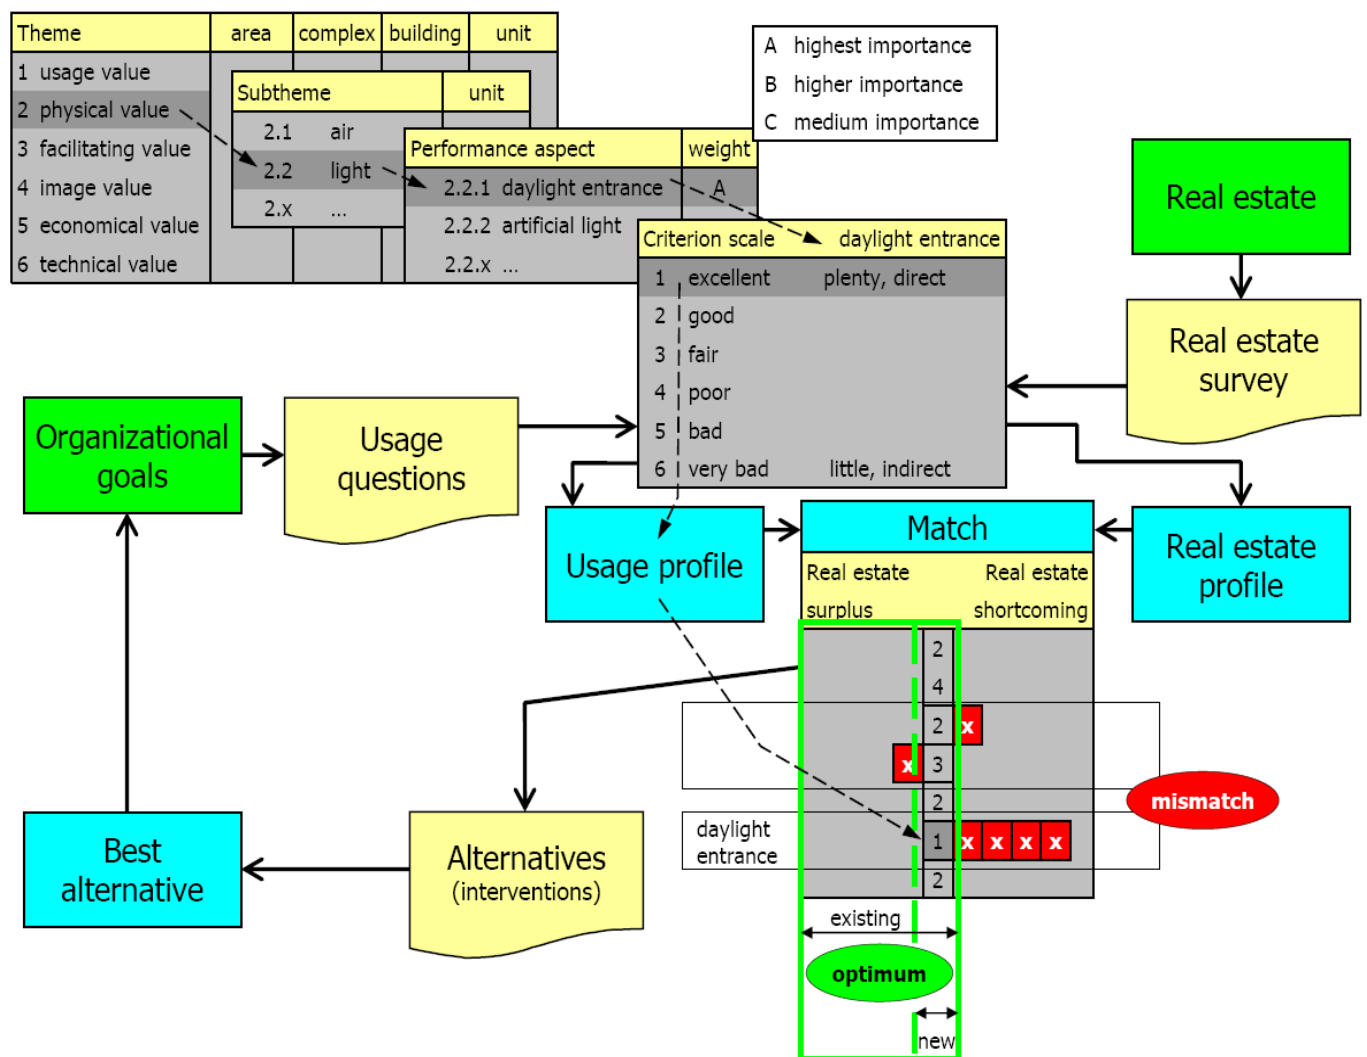 Theme area complex building unit
1 usage value
2 physical value
3 facilitating value
4 image value
5 economical value
6 technical value
Subtheme unit
2.1 air
2.2 light
2.x ...
Performance aspect weight
2.2.1 daylight entrance A
2.2.2 artificial light
2.2.x ...
A highest importance
B higher importance
C medium importance
Criterion scale daylight entrance
1 excellent plenty, direct
2 good
3 fair
4 poor
5 bad
6 very bad little, indirect
Real estate
Real estate
survey
Organizational
goals
Usage
questions
Usage profile
Match
Real estate Real estate
surplus shortcoming
Real estate
profile
2
4
2 x
x 3
2
daylight
entrance
1 x x x x
2
mismatch
existing
optimum
new
Alternatives
(interventions)
Best
alternative